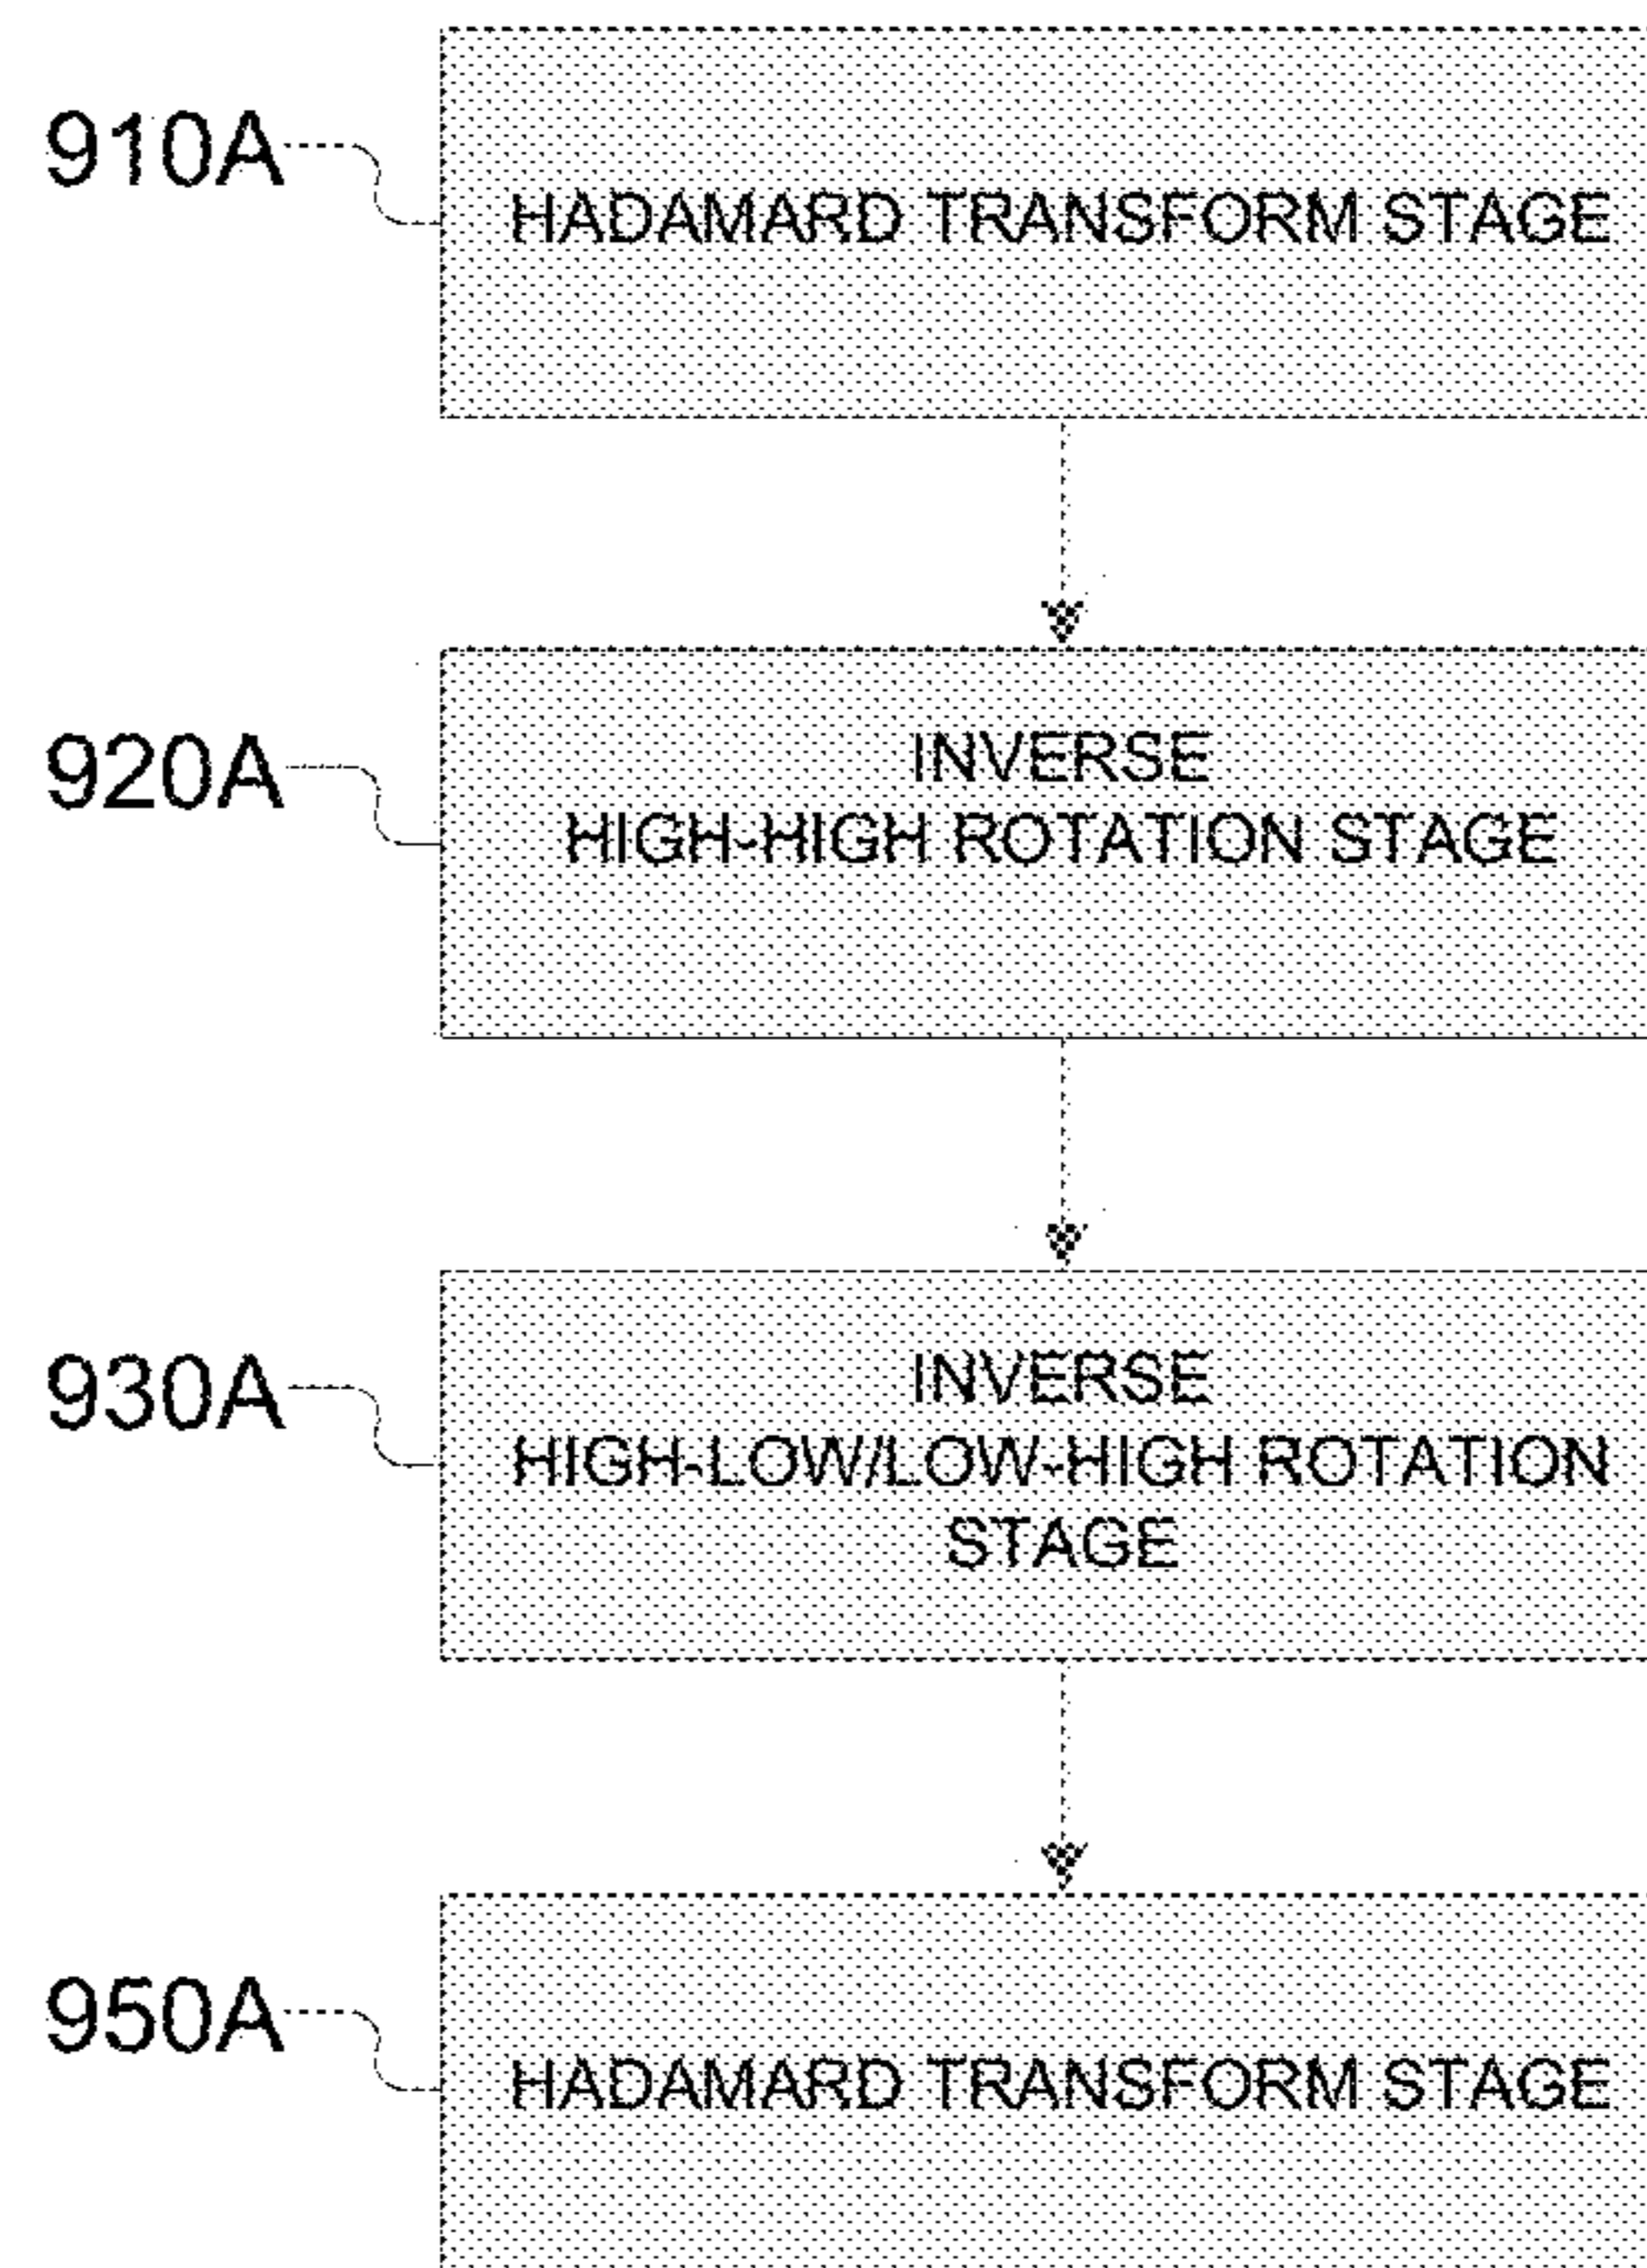 910A
HADAMARD TRANSFORM STAGE
920A
INVERSE
HIGH-HIGH ROTATION STAGE
930A
INVERSE
HIGH-LOW/LOW-HIGH ROTATION
STAGE
950A
HADAMARD TRANSFORM STAGE